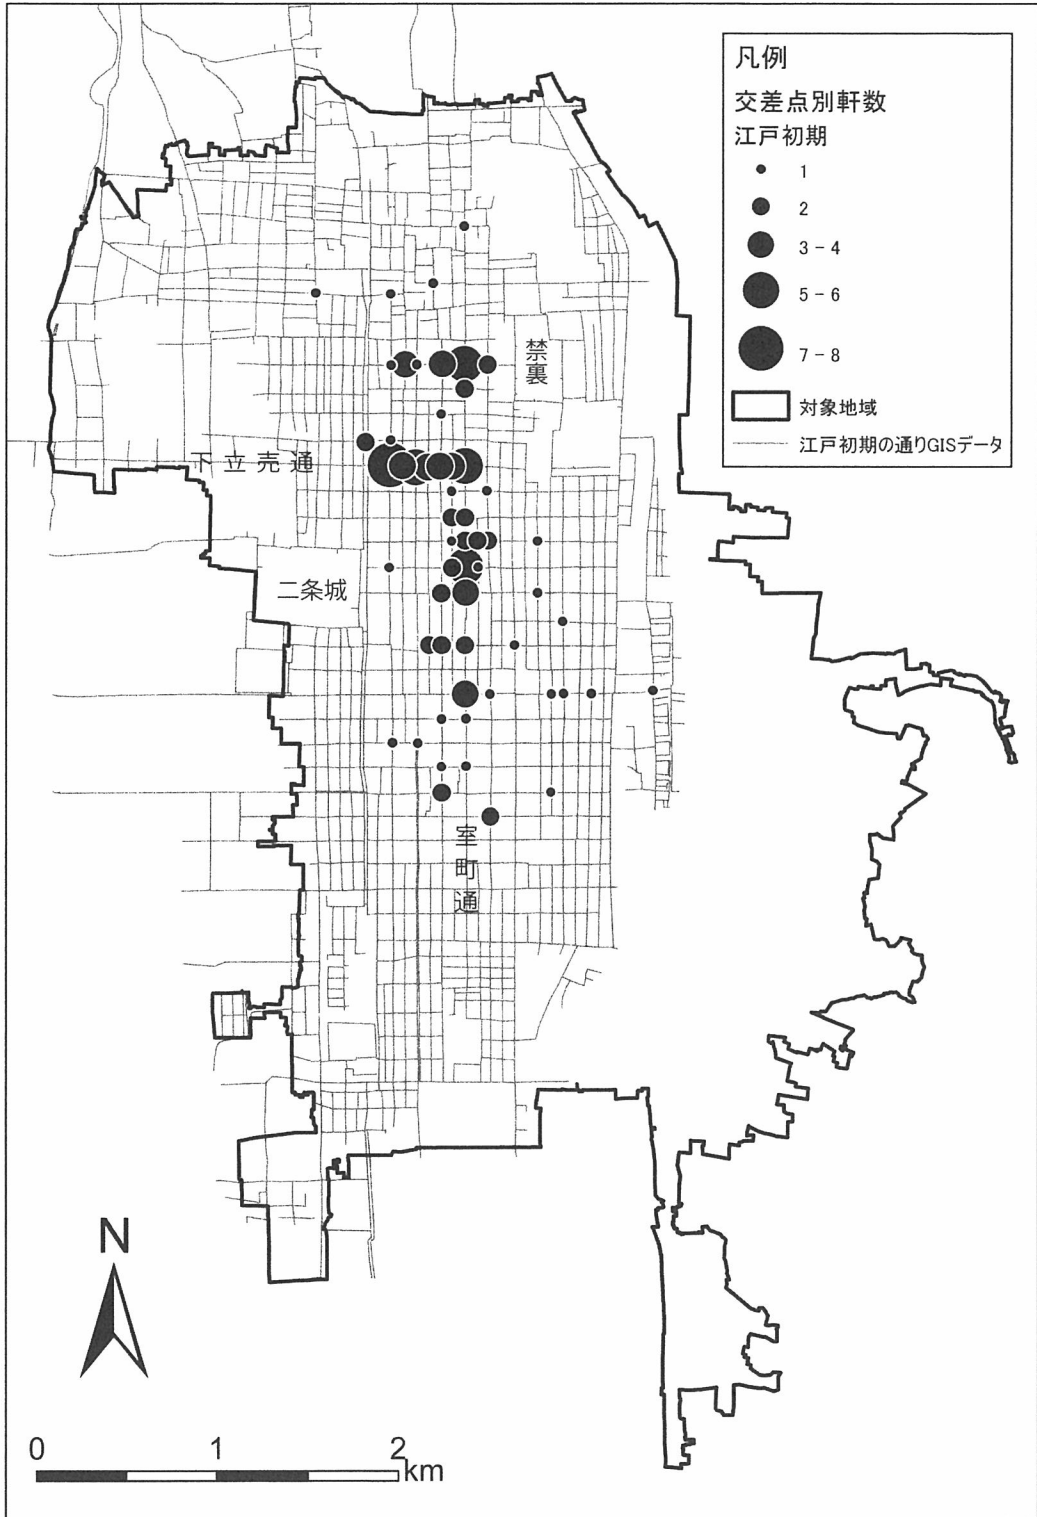 凡例
交差点別軒数
江戸初期
1
2
3 - 4
5 - 6
7 - 8
対象地域
江戸初期の通りGISデータ
禁裏
下立売通
二条城
室町通
N
0 1 2
km